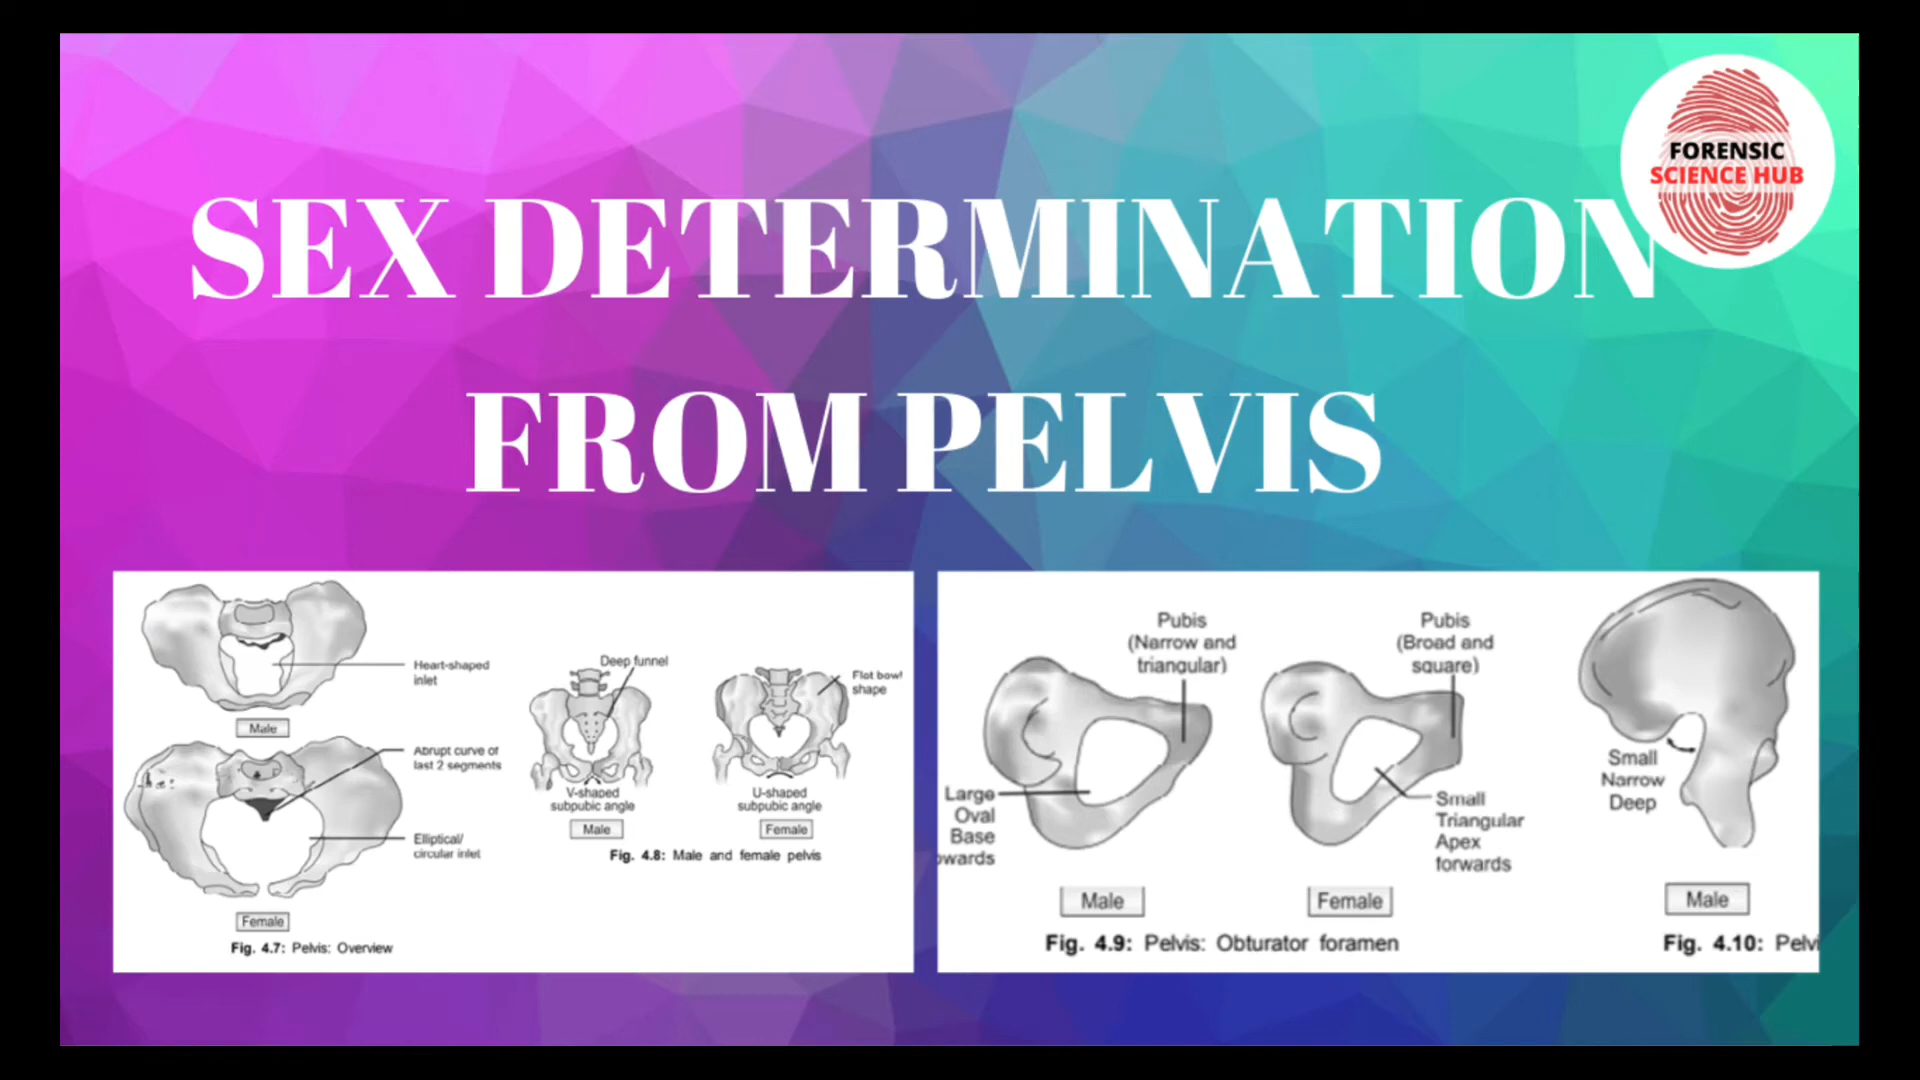 FORENSIC
SCIENCE HUB
SEX DETERMINATION
FROM PELVIS
Heart-shaped
inlet
Male
Abrupt curve of
last 2 segments
Elliptical/
circular inlet
Female
Fig. 4.7: Pelvis: Overview
Deep funnel
V-shaped
subpubic angle
Male
Flat bowl
shape
U-shaped
subpubic angle
Female
Fig. 4.8: Male and female pelvis
Pubis
(Narrow and
triangular)
Large
Oval
Base
owards
Male
Pubis
(Broad and
square)
Small
Triangular
Apex
forwards
Female
Fig. 4.9: Pelvis: Obturator foramen
Small
Narrow
Deep
Male
Fig. 4.10: Pelvi